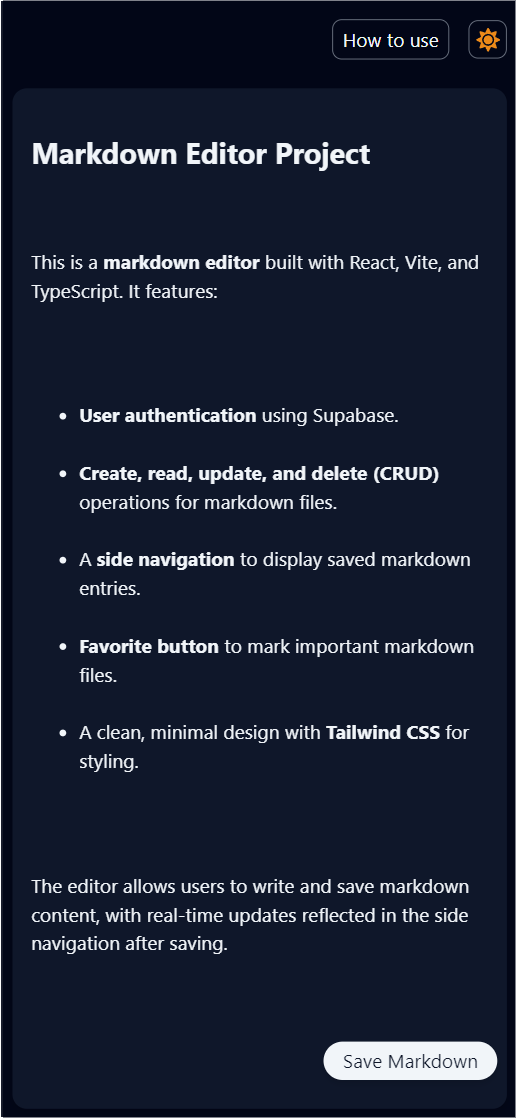 How to use
Markdown Editor Project
This is a markdown editor built with React, Vite, and
TypeScript. It features:
• User authentication using Supabase.
• Create, read, update, and delete (CRUD)
operations for markdown files.
• A side navigation to display saved markdown
entries.
• Favorite button to mark important markdown
files.
• A clean, minimal design with Tailwind CSS for
styling.
The editor allows users to write and save markdown
content, with real-time updates reflected in the side
navigation after saving.
Save Markdown